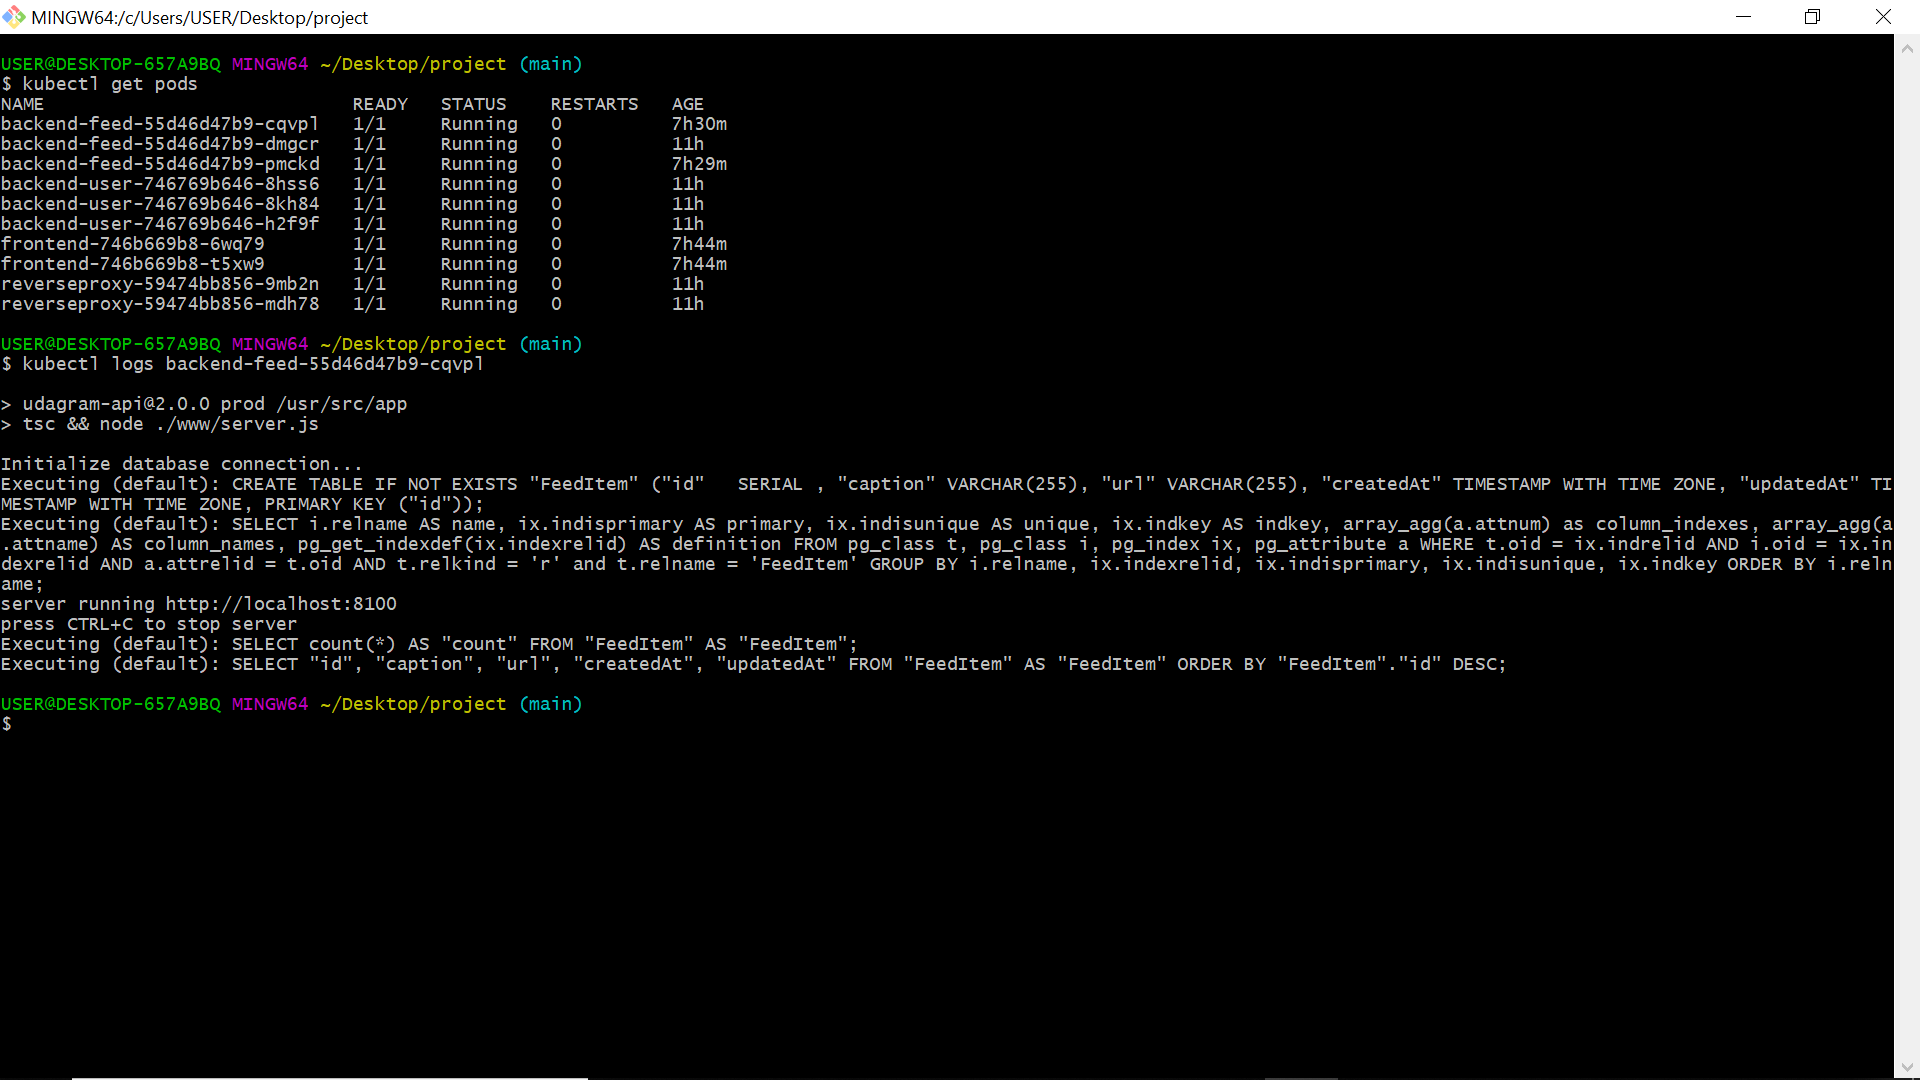 MINGW64:/c/Users/USER/Desktop/project
USER@DESKTOP-657A9BQ MINGW64 ~/Desktop/project (main)
$ kubectl get pods
NAME                            READY   STATUS    RESTARTS   AGE
backend-feed-55d46d47b9-cqvpl   1/1     Running   0          7h30m
backend-feed-55d46d47b9-dmgcr   1/1     Running   0          11h
backend-feed-55d46d47b9-pmckd   1/1     Running   0          7h29m
backend-user-746769b646-8hss6   1/1     Running   0          11h
backend-user-746769b646-8kh84   1/1     Running   0          11h
backend-user-746769b646-h2f9f   1/1     Running   0          11h
frontend-746b669b8-6wq79        1/1     Running   0          7h44m
frontend-746b669b8-t5xw9        1/1     Running   0          7h44m
reverseproxy-59474bb856-9mb2n   1/1     Running   0          11h
reverseproxy-59474bb856-mdh78   1/1     Running   0          11h
USER@DESKTOP-657A9BQ MINGW64 ~/Desktop/project (main)
$ kubectl logs backend-feed-55d46d47b9-cqvpl
> udagram-api@2.0.0 prod /usr/src/app
> tsc && node ./www/server.js
Initialize database connection...
Executing (default): CREATE TABLE IF NOT EXISTS "FeedItem" ("id"   SERIAL , "caption" VARCHAR(255), "url" VARCHAR(255), "createdAt" TIMESTAMP WITH TIME ZONE, "updatedAt" TI
MESTAMP WITH TIME ZONE, PRIMARY KEY ("id"));
Executing (default): SELECT i.relname AS name, ix.indisprimary AS primary, ix.indisunique AS unique, ix.indkey AS indkey, array_agg(a.attnum) as column_indexes, array_agg(a
.attname) AS column_names, pg_get_indexdef(ix.indexrelid) AS definition FROM pg_class t, pg_class i, pg_index ix, pg_attribute a WHERE t.oid = ix.indrelid AND i.oid = ix.in
dexrelid AND a.attrelid = t.oid AND t.relkind = 'r' and t.relname = 'FeedItem' GROUP BY i.relname, ix.indexrelid, ix.indisprimary, ix.indisunique, ix.indkey ORDER BY i.reln
ame;
server running http://localhost:8100
press CTRL+C to stop server
Executing (default): SELECT count(*) AS "count" FROM "FeedItem" AS "FeedItem";
Executing (default): SELECT "id", "caption", "url", "createdAt", "updatedAt" FROM "FeedItem" AS "FeedItem" ORDER BY "FeedItem"."id" DESC;
USER@DESKTOP-657A9BQ MINGW64 ~/Desktop/project (main)
$